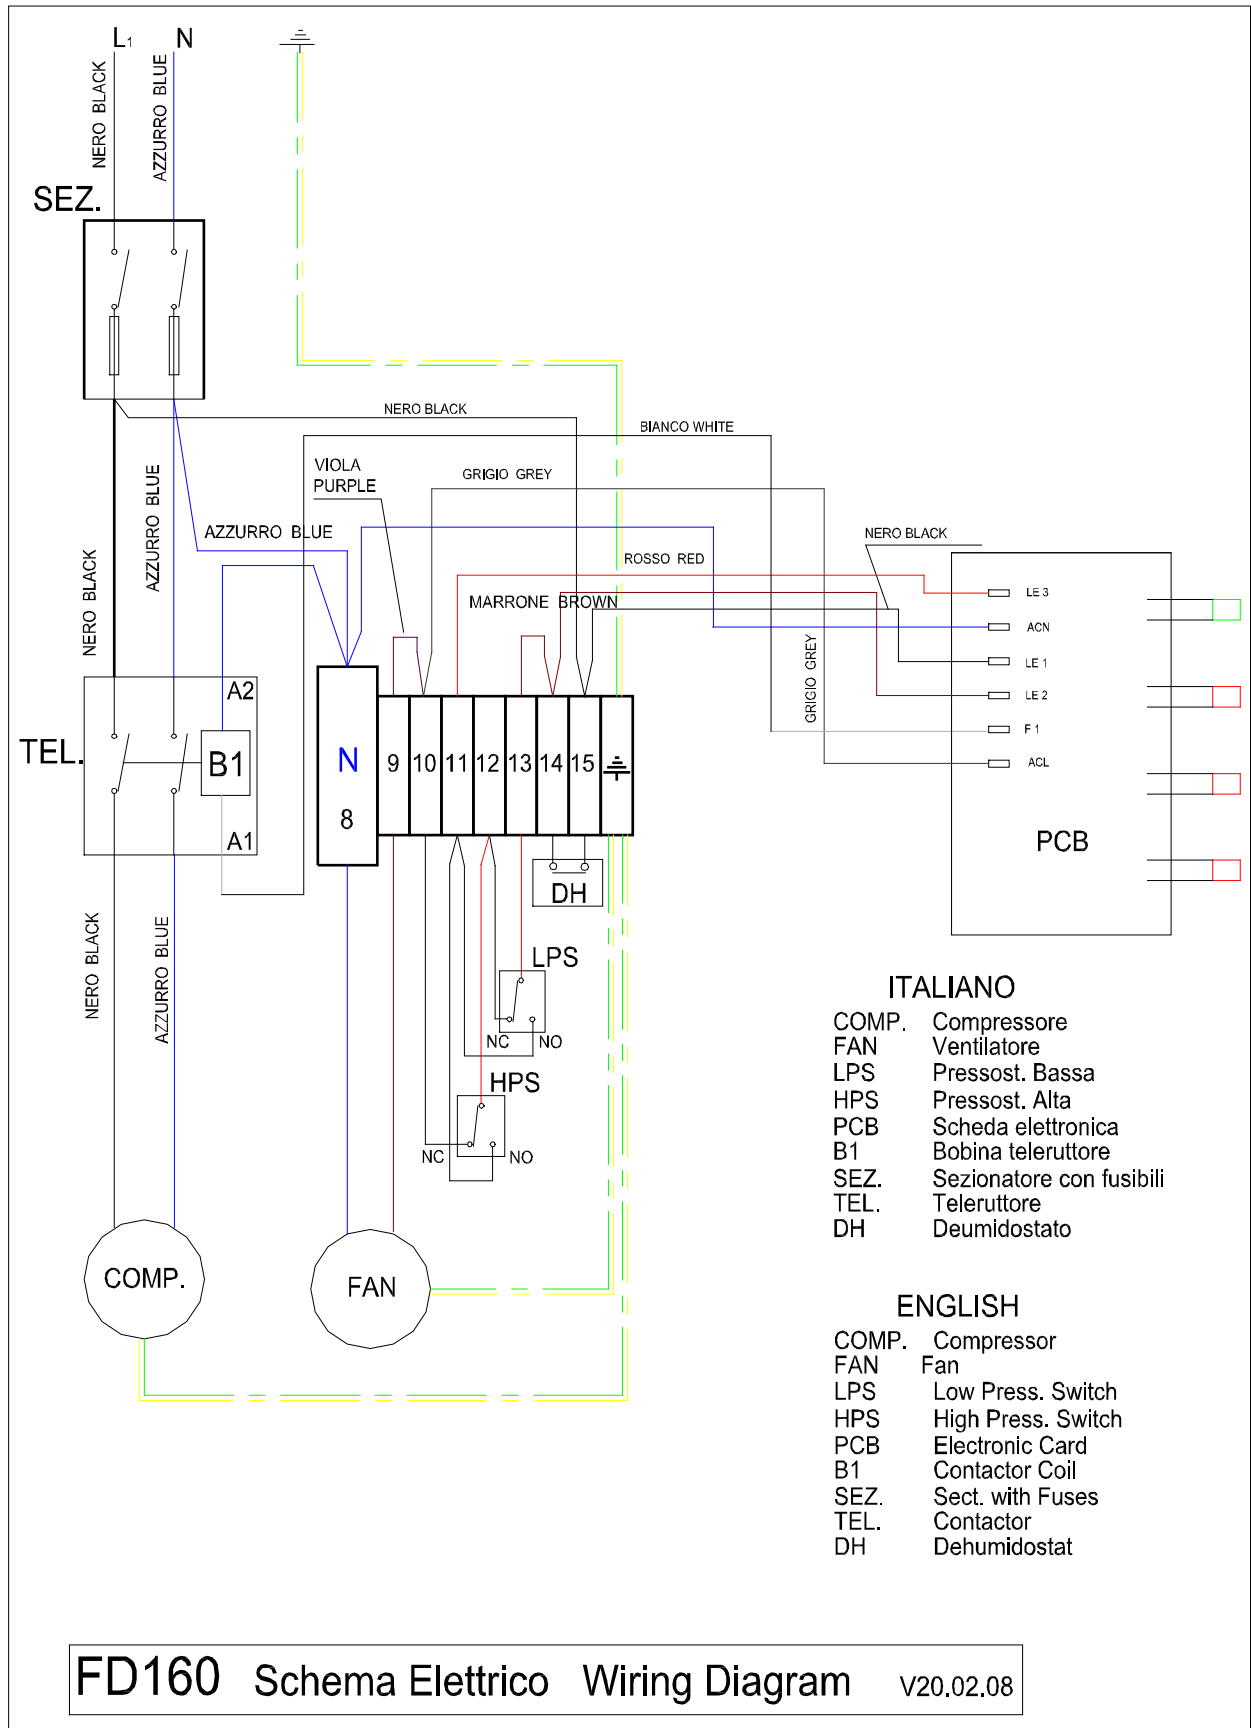 L1 N
NERO BLACK
AZZURRO BLUE
SEZ.
NERO BLACK
BIANCO WHITE
VIOLA
PURPLE
GRIGIO GREY
AZZURRO BLUE
NERO BLACK
ROSSO RED
MARRONE BROWN
NERO BLACK
AZZURRO BLUE
GRIGIO GREY
LE 3
ACN
LE 1
LE 2
F 1
ACL
PCB
A2
TEL.
B1
A1
N
8
9 10 11 12 13 14 15
DH
LPS
NC NO
HPS
NC NO
NERO BLACK
AZZURRO BLUE
COMP.
FAN
ITALIANO
COMP. Compressore
FAN Ventilatore
LPS Pressost. Bassa
HPS Pressost. Alta
PCB Scheda elettronica
B1 Bobina teleruttore
SEZ. Sezionatore con fusibili
TEL. Teleruttore
DH Deumidostato
ENGLISH
COMP. Compressor
FAN Fan
LPS Low Press. Switch
HPS High Press. Switch
PCB Electronic Card
B1 Contactor Coil
SEZ. Sect. with Fuses
TEL. Contactor
DH Dehumidostat
FD160 Schema Elettrico Wiring Diagram V20.02.08